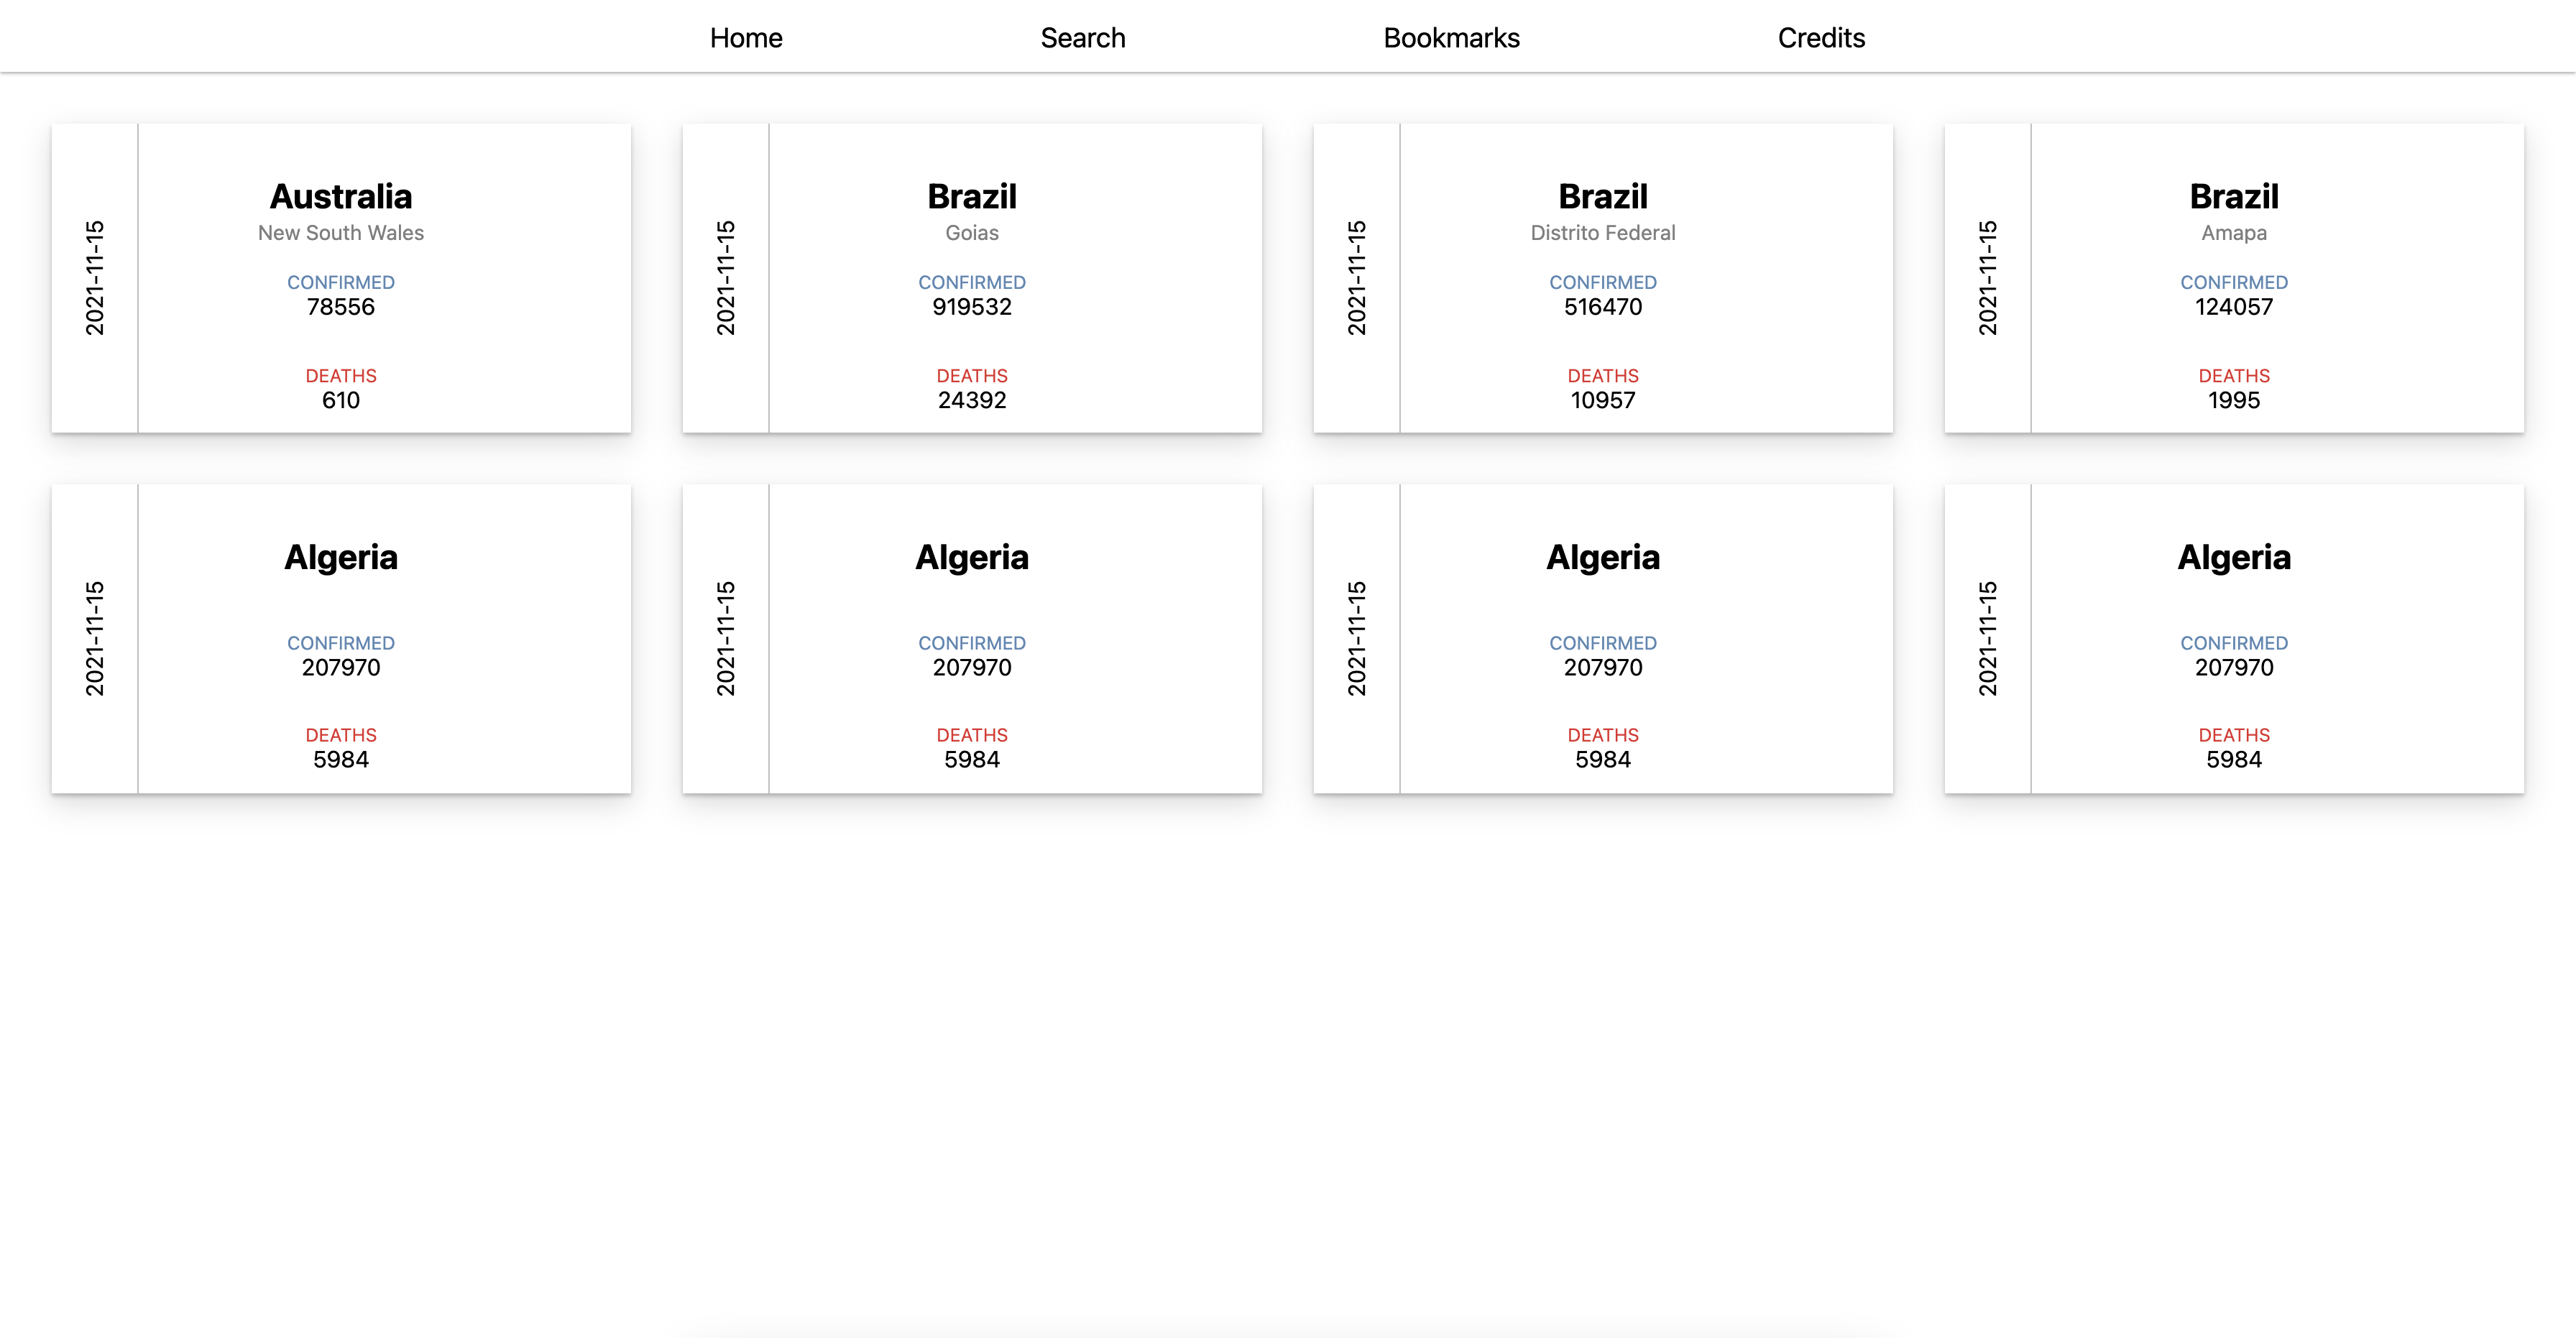 Home
Search
Bookmarks
Credits
2021-11-15
Australia
New South Wales
CONFIRMED
78556
DEATHS
610
2021-11-15
Brazil
Goias
CONFIRMED
919532
DEATHS
24392
2021-11-15
Brazil
Distrito Federal
CONFIRMED
516470
DEATHS
10957
2021-11-15
Brazil
Amapa
CONFIRMED
124057
DEATHS
1995
2021-11-15
Algeria
CONFIRMED
207970
DEATHS
5984
2021-11-15
Algeria
CONFIRMED
207970
DEATHS
5984
2021-11-15
Algeria
CONFIRMED
207970
DEATHS
5984
2021-11-15
Algeria
CONFIRMED
207970
DEATHS
5984